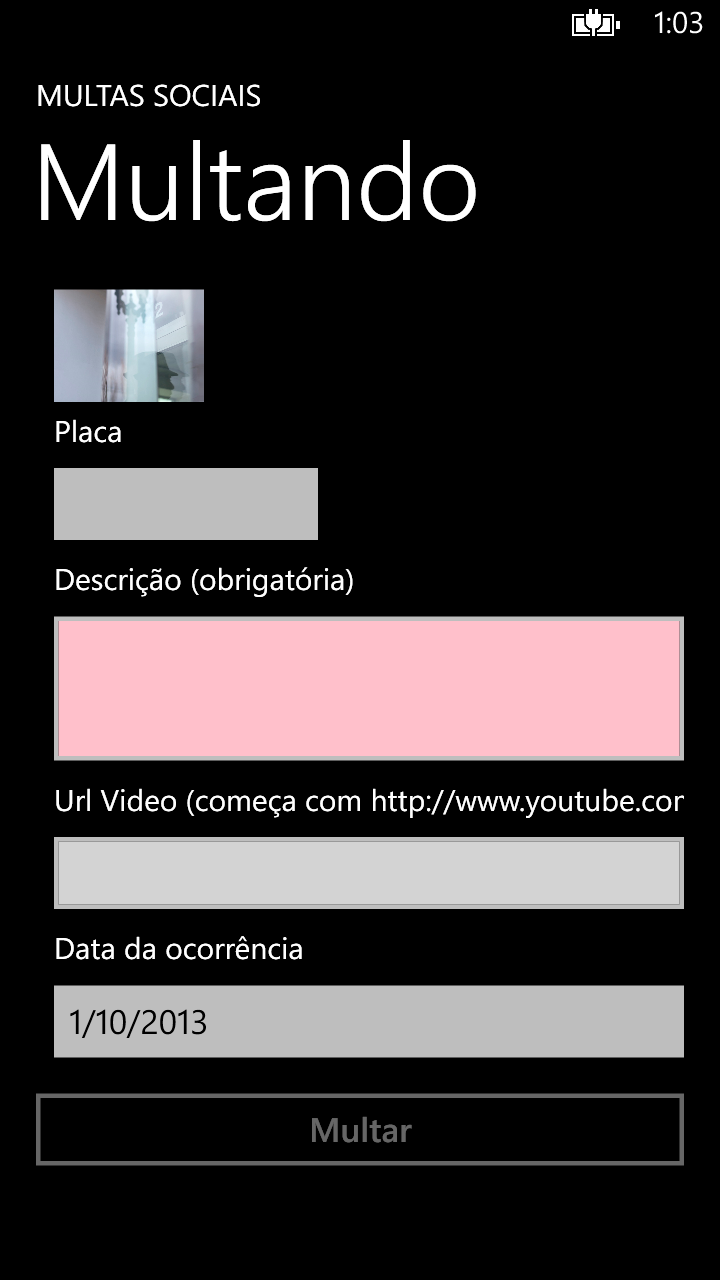 1:03
MULTAS SOCIAIS
Multando
Placa
Descrição (obrigatória)
Url Video (começa com http://www.youtube.cor
Data da ocorrência
1/10/2013
Multar